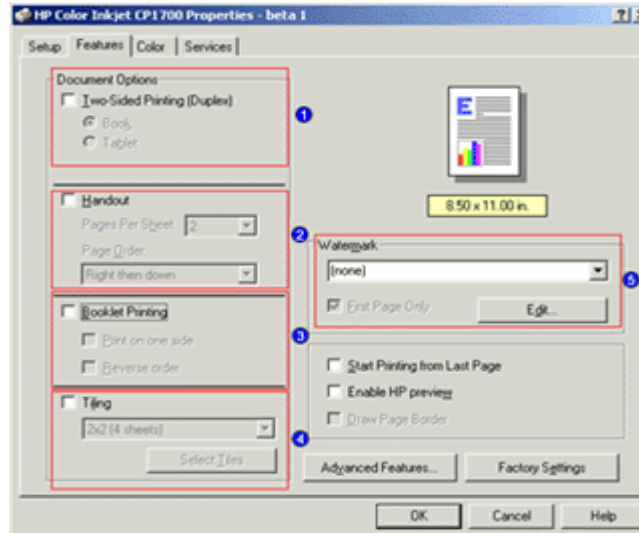 HP Color Inkjet CP1700 Properties - beta 1
Setup Features Color Services
Document Options
Two-Sided Printing (Duplex)
Book
Tablet
1
Handout
Pages Per Sheet 2
Page Order:
Right then down
2
Booklet Printing
Print on one side
Reverse order
3
Tiling
2x2 (4 sheets)
Select Tiles
4
E
8.50 x 11.00 in.
Watermark
(none)
First Page Only
Edit...
5
Start Printing from Last Page
Enable HP preview
Draw Page Border
Advanced Features... Factory Settings
OK Cancel Help